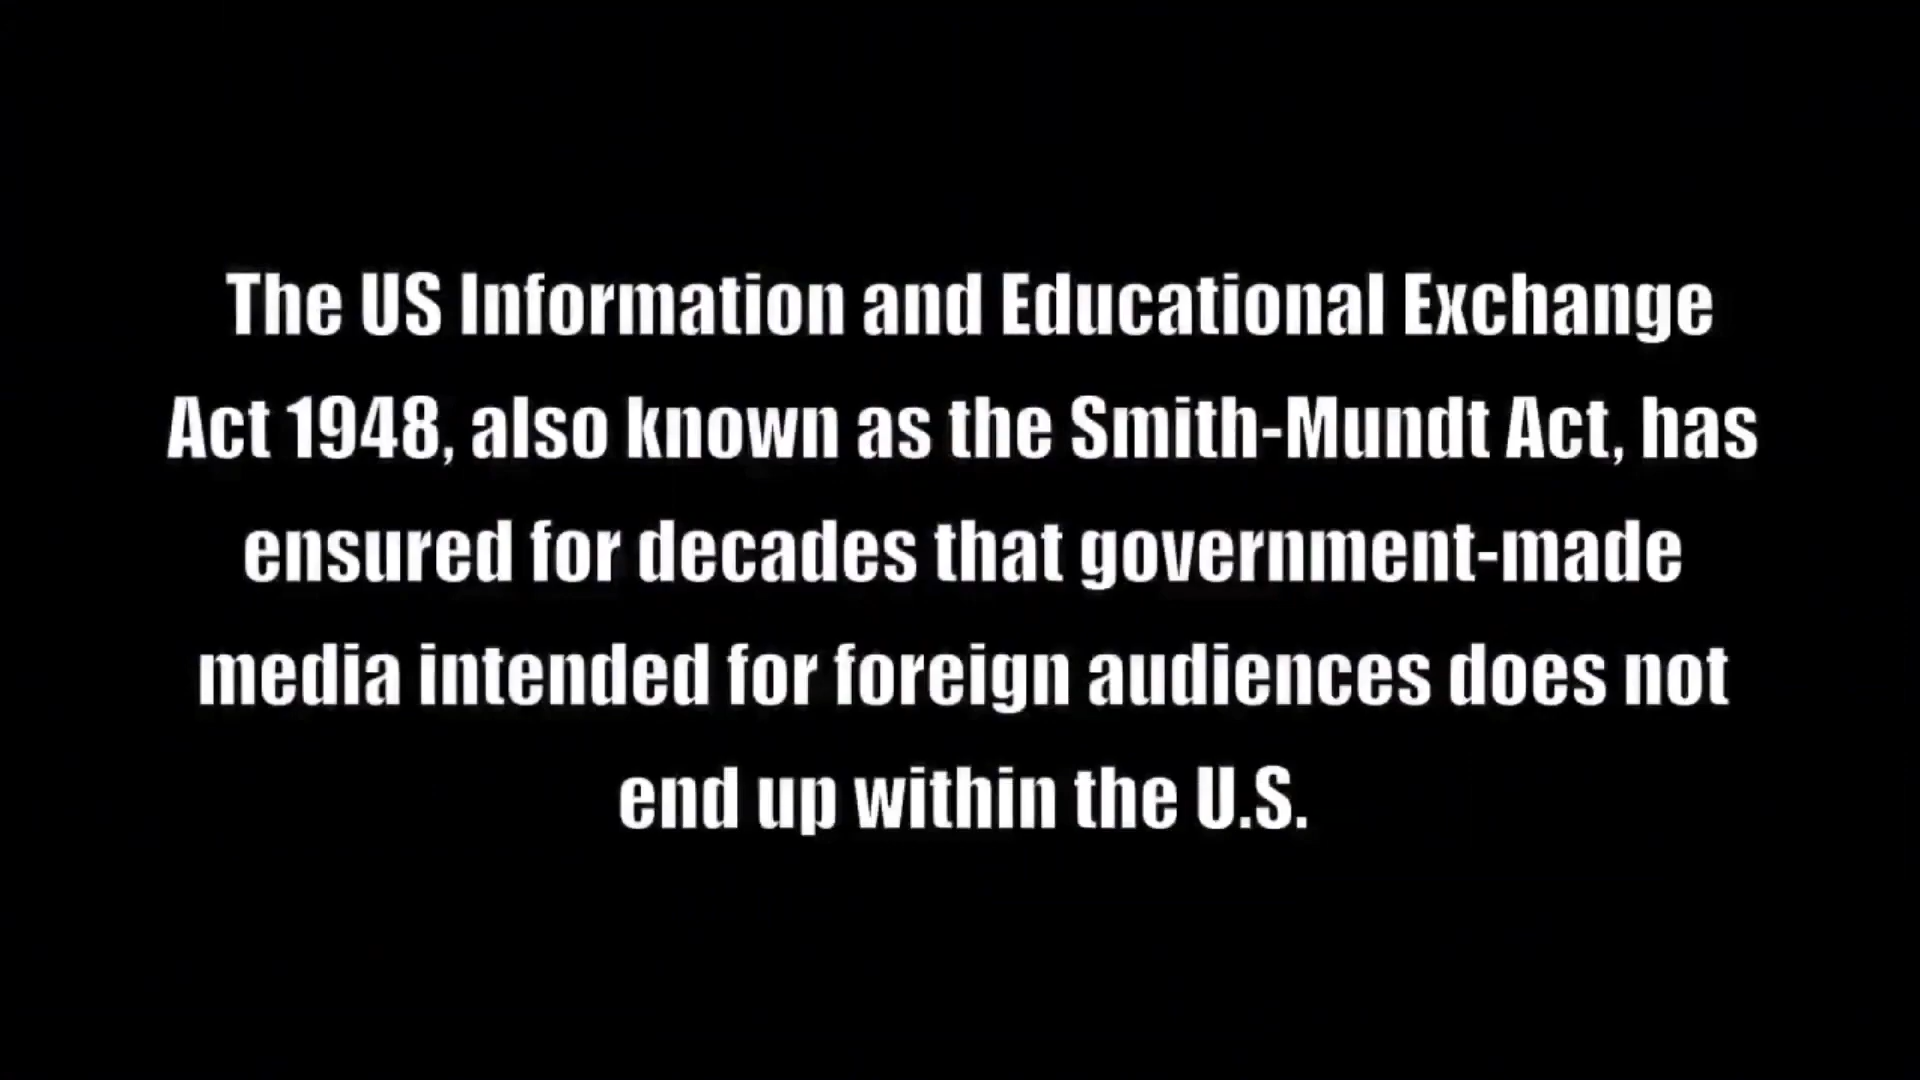 The US Information and Educational Exchange
Act 1948, also known as the Smith-Mundt Act, has
ensured for decades that government-made
media intended for foreign audiences does not
end up within the U.S.